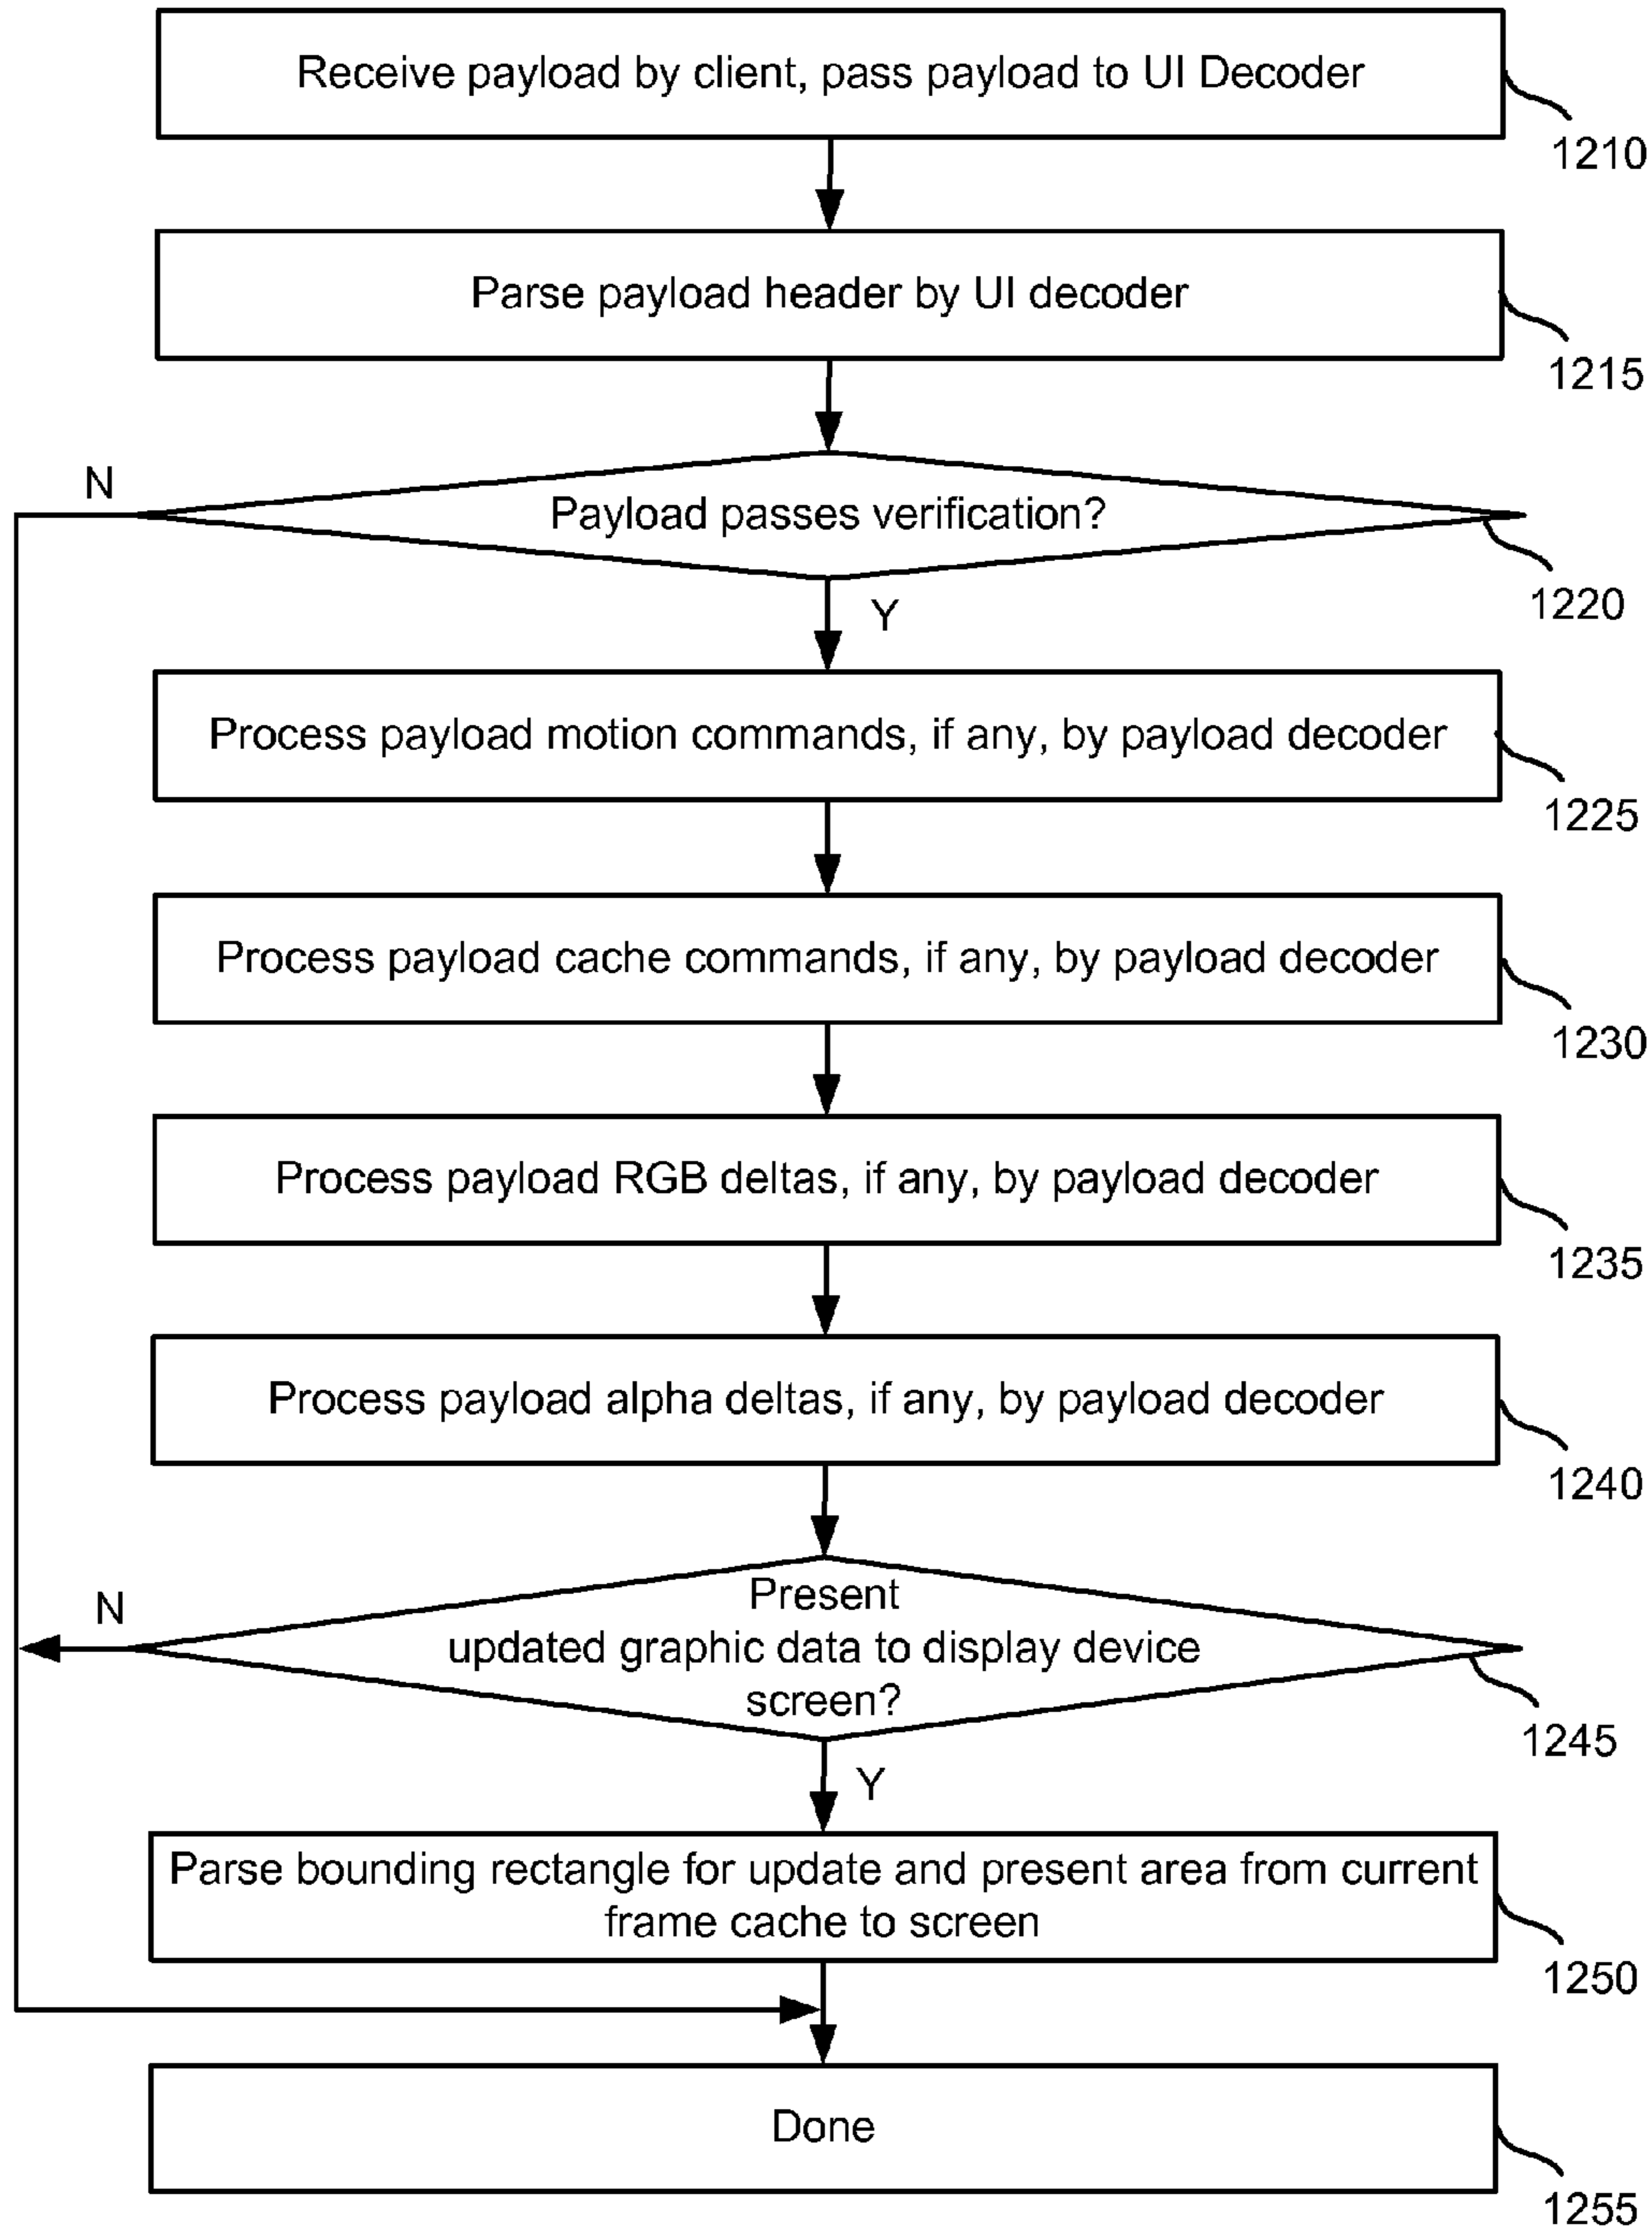 Receive payload by client, pass payload to UI Decoder
1210
Parse payload header by UI decoder
1215
N
Payload passes verification?
1220
Y
Process payload motion commands, if any, by payload decoder
1225
Process payload cache commands, if any, by payload decoder
1230
Process payload RGB deltas, if any, by payload decoder
1235
Process payload alpha deltas, if any, by payload decoder
1240
N
Present
updated graphic data to display device
screen?
1245
Y
Parse bounding rectangle for update and present area from current
frame cache to screen
1250
Done
1255